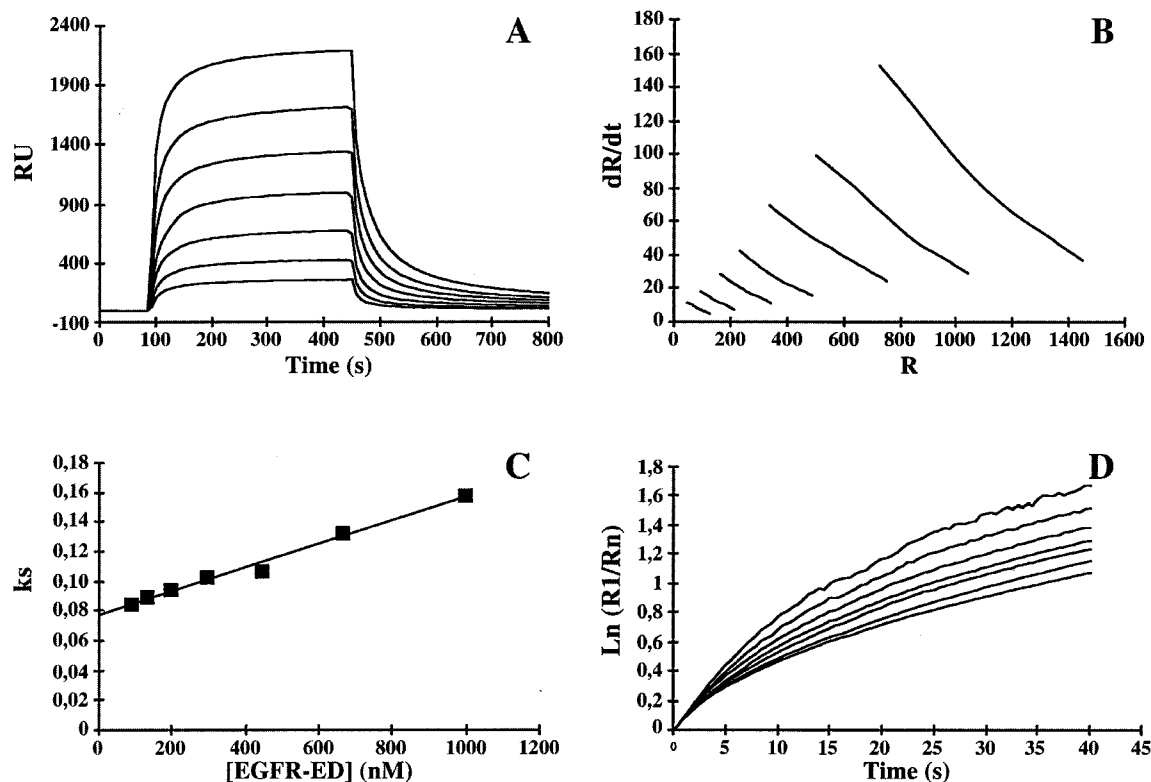 A
2400
1900
1400
900
400
-100
RU
0 100 200 300 400 500 600 700 800
Time (s)
B
180
160
140
120
100
80
60
40
20
0
dR/dt
0 200 400 600 800 1000 1200 1400 1600
R
C
0,18
0,16
0,14
0,12
0,10
0,08
0,06
0,04
0,02
0
ks
0 200 400 600 800 1000 1200
[EGFR-ED] (nM)
D
1,8
1,6
1,4
1,2
1
0,8
0,6
0,4
0,2
0
Ln (R1/Rn)
0 5 10 15 20 25 30 35 40 45
Time (s)